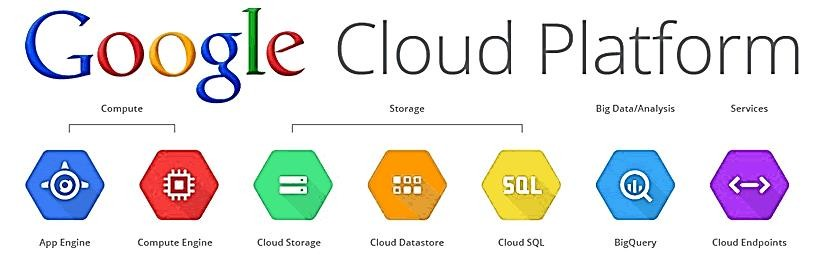 Google Cloud Platform
Compute Storage Big Data/Analysis Services
SQL
App Engine Compute Engine Cloud Storage Cloud Datastore Cloud SQL BigQuery Cloud Endpoints